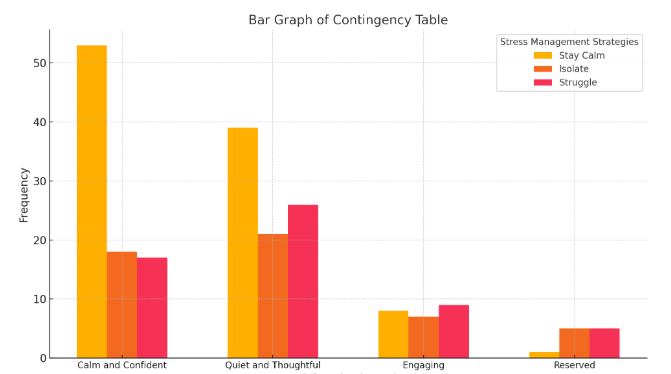 Bar Graph of Contingency Table
Stress Management Strategies
Stay Calm
Isolate
Struggle
Frequency
50
40
30
20
10
0
Calm and Confident
Quiet and Thoughtful
Engaging
Reserved